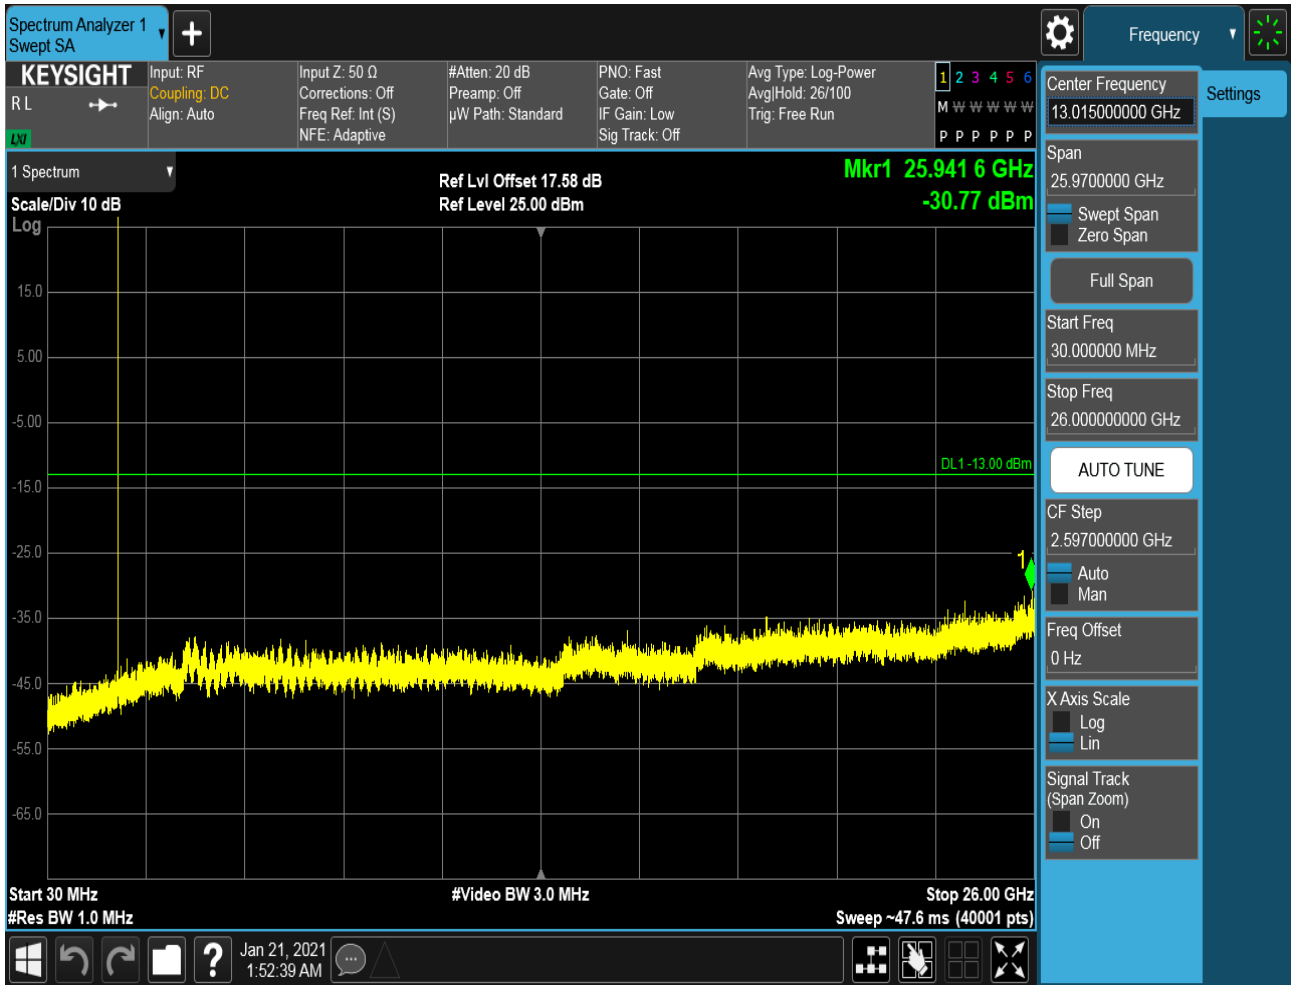 Spectrum Analyzer 1
Swept SA
Frequency
KEYSIGHT
R L
LXI
Input: RF
Coupling: DC
Align: Auto
Input Z: 50 Ω
Corrections: Off
Freq Ref: Int (S)
NFE: Adaptive
#Atten: 20 dB
Preamp: Off
µW Path: Standard
PNO: Fast
Gate: Off
IF Gain: Low
Sig Track: Off
Avg Type: Log-Power
Avg|Hold: 26/100
Trig: Free Run
1 2 3 4 5 6
M W W W W W
P P P P P P
1 Spectrum
Scale/Div 10 dB
Log
Ref Lvl Offset 17.58 dB
Ref Level 25.00 dBm
Mkr1 25.941 6 GHz
-30.77 dBm
15.0
5.00
-5.00
-15.0
-25.0
-35.0
-45.0
-55.0
-65.0
DL1 -13.00 dBm
1
Start 30 MHz
#Res BW 1.0 MHz
#Video BW 3.0 MHz
Stop 26.00 GHz
Sweep ~47.6 ms (40001 pts)
Jan 21, 2021
1:52:39 AM
Center Frequency
13.015000000 GHz
Settings
Span
25.9700000 GHz
Swept Span
Zero Span
Full Span
Start Freq
30.000000 MHz
Stop Freq
26.000000000 GHz
AUTO TUNE
CF Step
2.597000000 GHz
Auto
Man
Freq Offset
0 Hz
X Axis Scale
Log
Lin
Signal Track
(Span Zoom)
On
Off